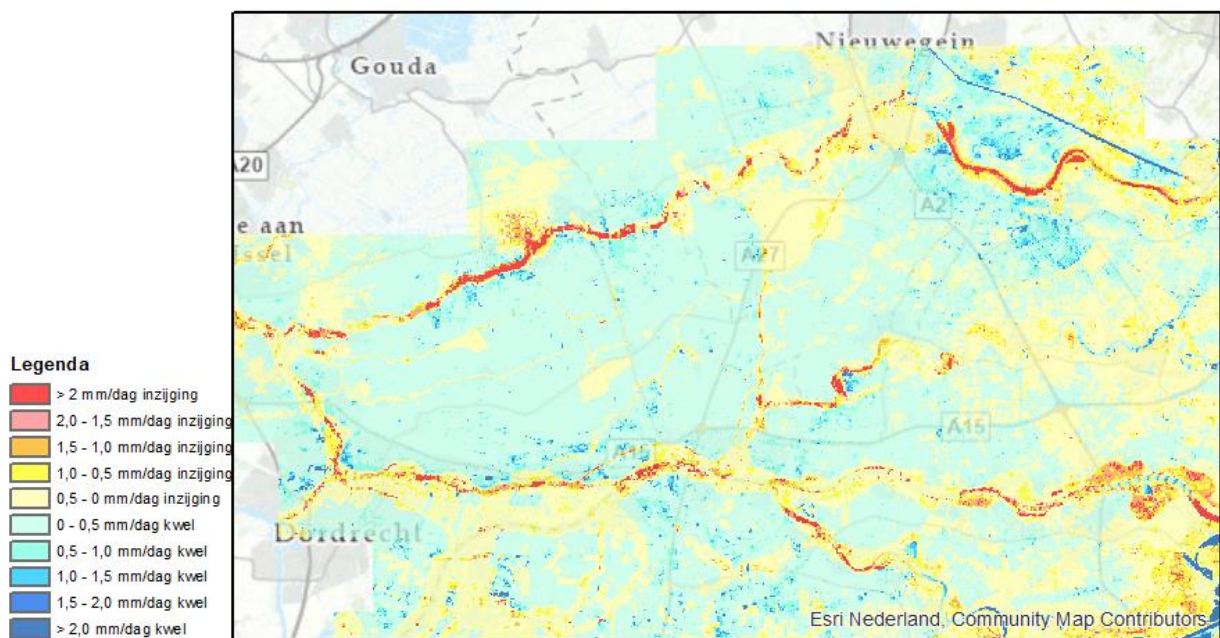 Nieuwegein
Gouda
A20
A2
e aan
issel
A27
Legenda
> 2 mm/dag inzijging
2,0 - 1,5 mm/dag inzijging
1,5 - 1,0 mm/dag inzijging
1,0 - 0,5 mm/dag inzijging
0,5 - 0 mm/dag inzijging
0 - 0,5 mm/dag kwel
0,5 - 1,0 mm/dag kwel
1,0 - 1,5 mm/dag kwel
1,5 - 2,0 mm/dag kwel
> 2,0 mm/dag kwel
A15
Dordrecht
Esri Nederland, Community Map Contributors